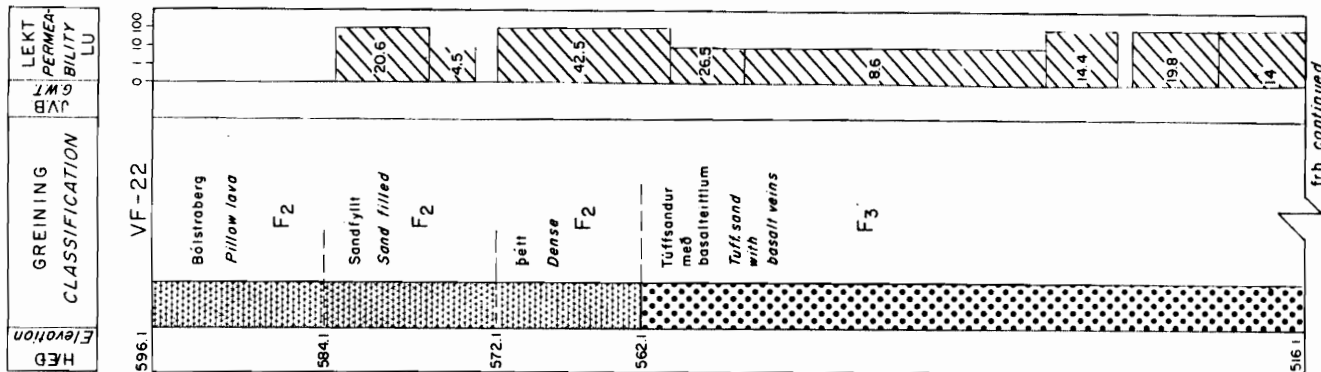 HÆÐ
Elevation
GREINING
CLASSIFICATION
J.V.B
G.W.T.
LEKT
PERMEA-
BILITY
LU
0 1 10 100
VF-22
596.1
Bólstraberg
Pillow lava
F2
584.1
Sandfyllt
Sand filled
F2
20.6
4.5
572.1
þétt
Dense
F2
42.5
562.1
Túffsandur
með
basalteitlum
Tuff.sand
with
basalt veins
F3
26.5
8.6
14.4
19.8
14
516.1
frh continued